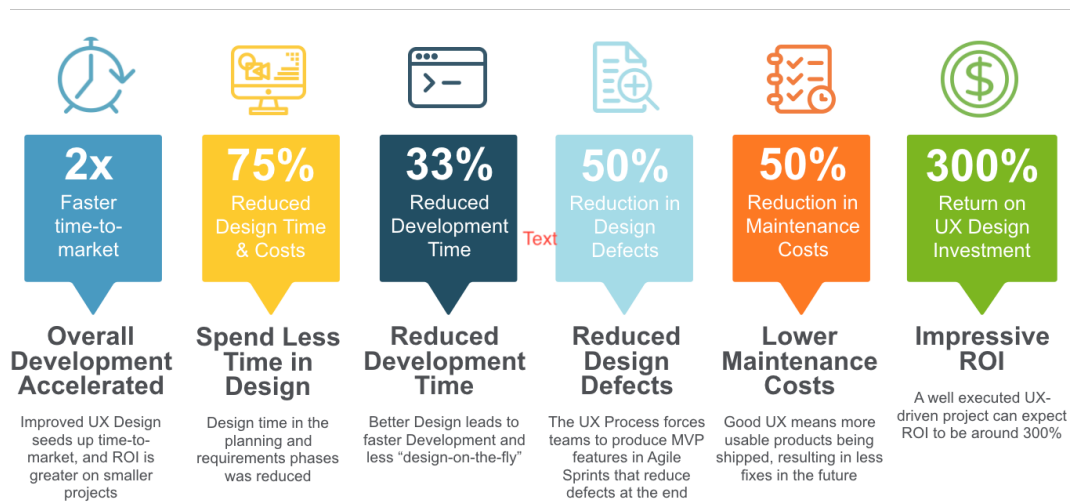 2x
Faster
time-to-
market
75%
Reduced
Design Time
& Costs
33%
Reduced
Development
Time
Text
50%
Reduction in
Design
Defects
50%
Reduction in
Maintenance
Costs
300%
Return on
UX Design
Investment
Overall
Development
Accelerated
Improved UX Design
seeds up time-to-
market, and ROI is
greater on smaller
projects
Spend Less
Time in
Design
Design time in the
planning and
requirements phases
was reduced
Reduced
Development
Time
Better Design leads to
faster Development and
less “design-on-the-fly”
Reduced
Design
Defects
The UX Process forces
teams to produce MVP
features in Agile
Sprints that reduce
defects at the end
Lower
Maintenance
Costs
Good UX means more
usable products being
shipped, resulting in less
fixes in the future
Impressive
ROI
A well executed UX-
driven project can expect
ROI to be around 300%